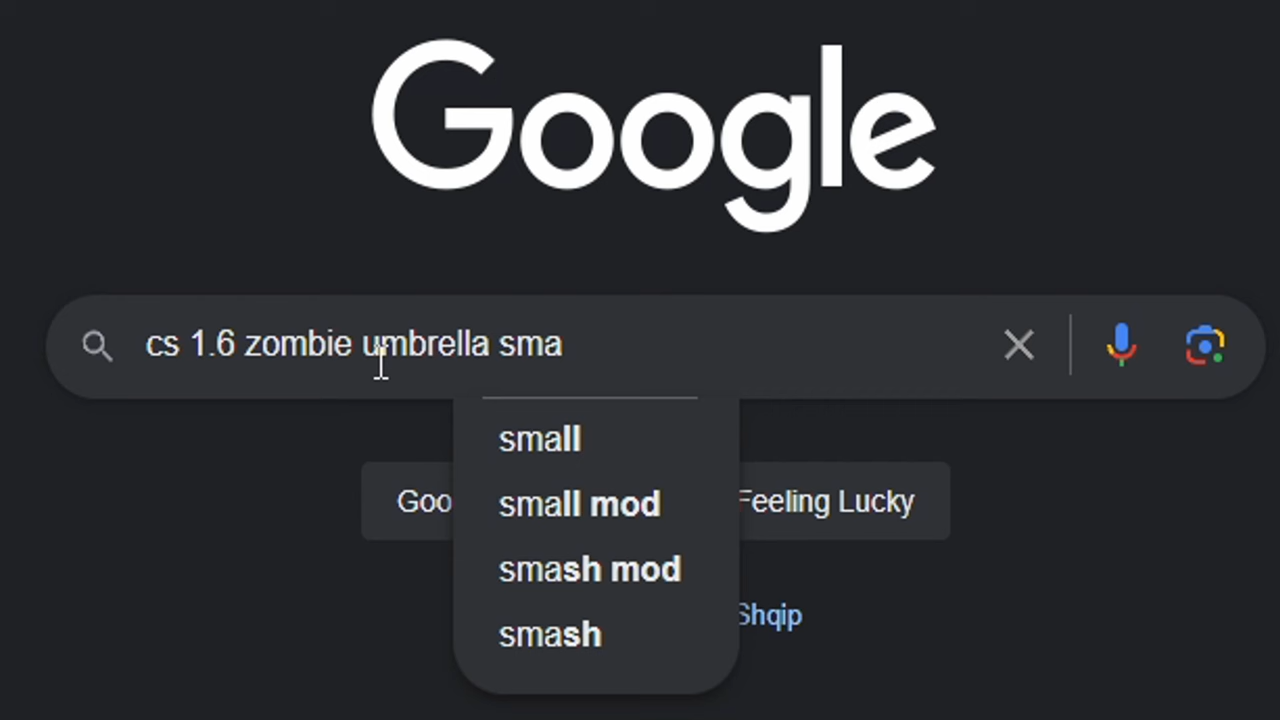 Google
cs 1.6 zombie umbrella sma
small
small mod
Goo Feeling Lucky
smash mod
Shqip
smash